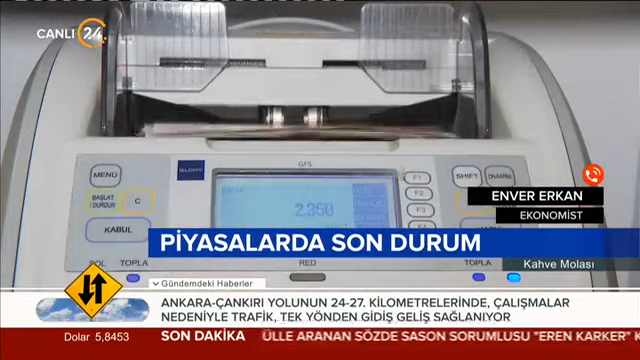 CANLI 24
GFS
MENÜ
BAŞLAT
DURDUR
C
KABUL
2.350
F1
F2
F3
F4
SHIFT
ENVER ERKAN
EKONOMİST
PİYASALARDA SON DURUM
TOPLA
RED
TOPLA
Kahve Molası
Gündemdeki Haberler
ANKARA-ÇANKIRI YOLUNUN 24-27. KİLOMETRELERİNDE, ÇALIŞMALAR
NEDENİYLE TRAFİK, TEK YÖNDEN GİDİŞ GELİŞ SAĞLANIYOR
Dolar 5,8453 SON DAKİKA ÜLLE ARANAN SÖZDE SASON SORUMLUSU "EREN KARKER" K